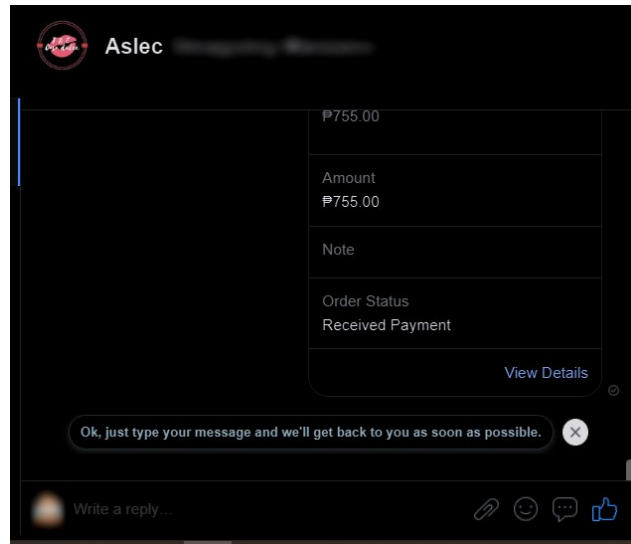 Aslec
₱755.00
Amount
₱755.00
Note
Order Status
Received Payment
View Details
Ok, just type your message and we'll get back to you as soon as possible.
Write a reply...